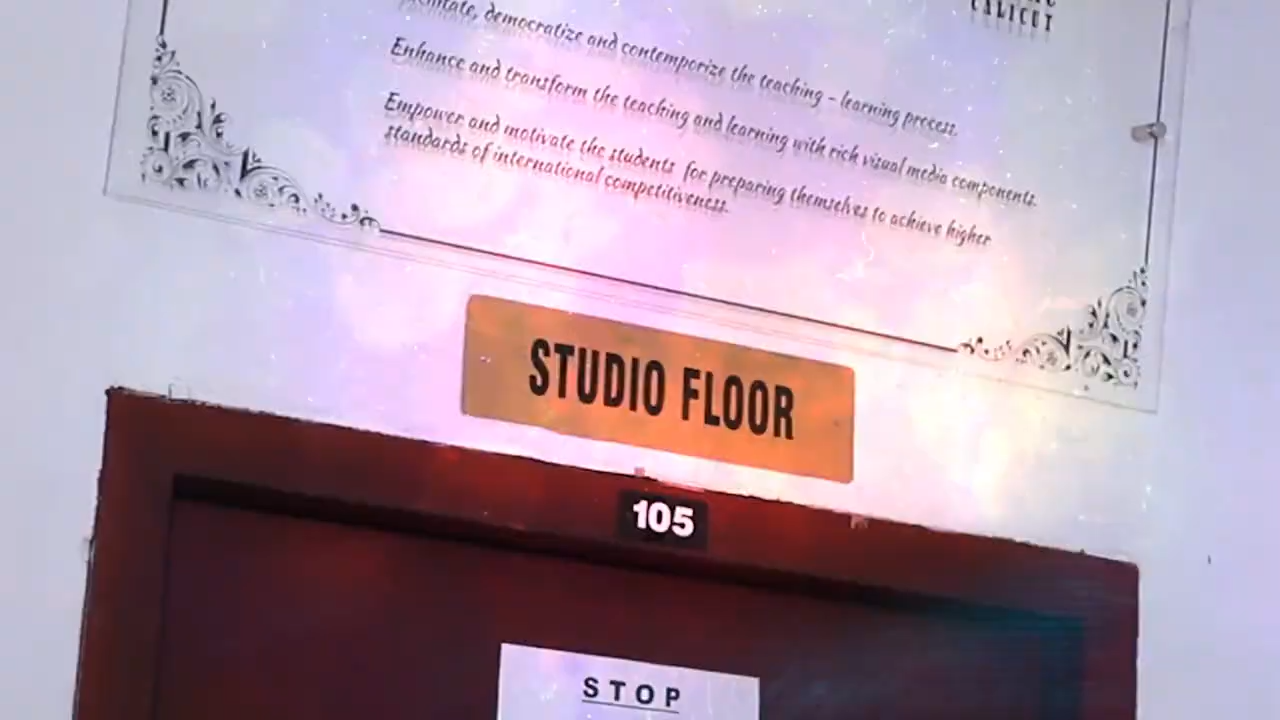 CALICUT
democratize and contemporize the teaching - learning process.
Enhance and transform the teaching and learning with rich visual media components.
Empower and motivate the students for preparing themselves to achieve higher
standards of international competitiveness.
STUDIO FLOOR
105
STOP